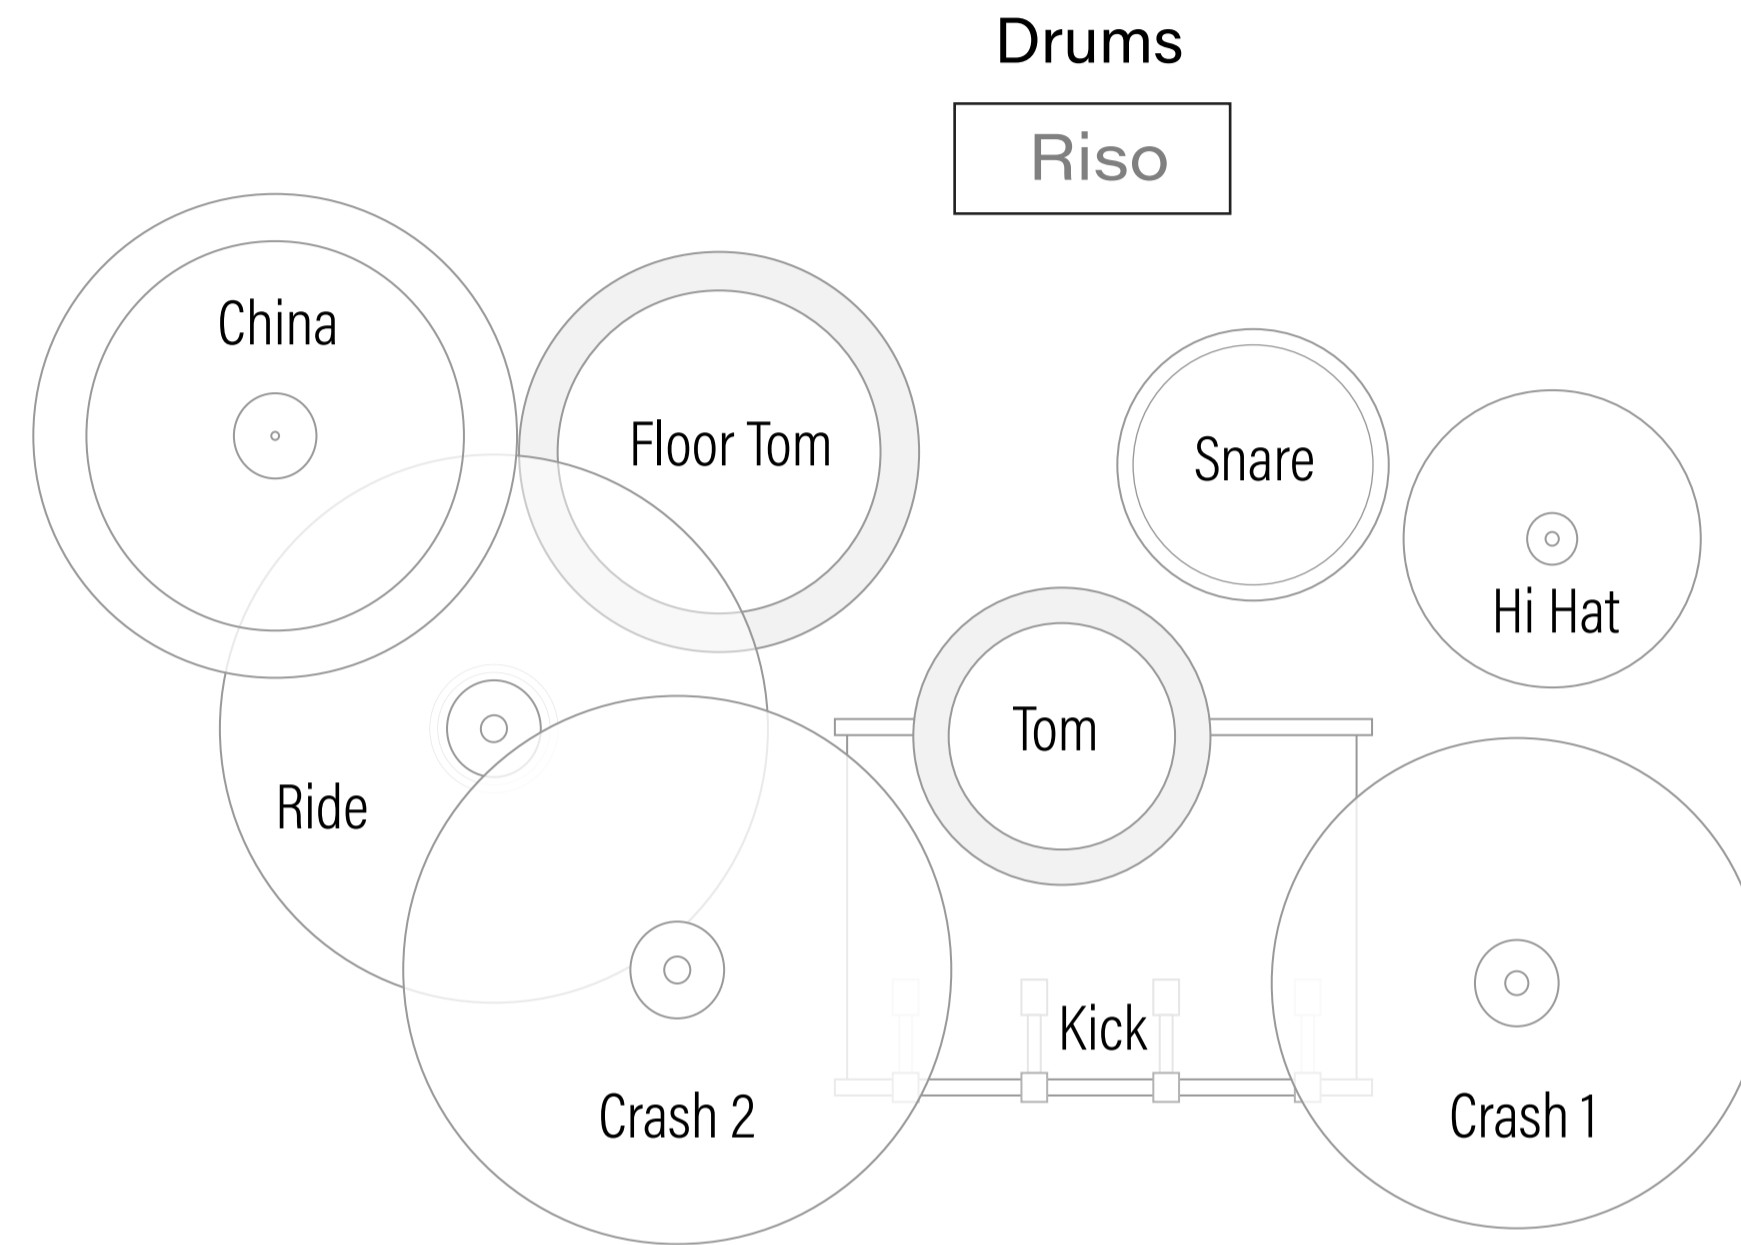 Drums
Riso
China
Floor Tom
Snare
Hi Hat
Tom
Ride
Kick
Crash 2
Crash 1